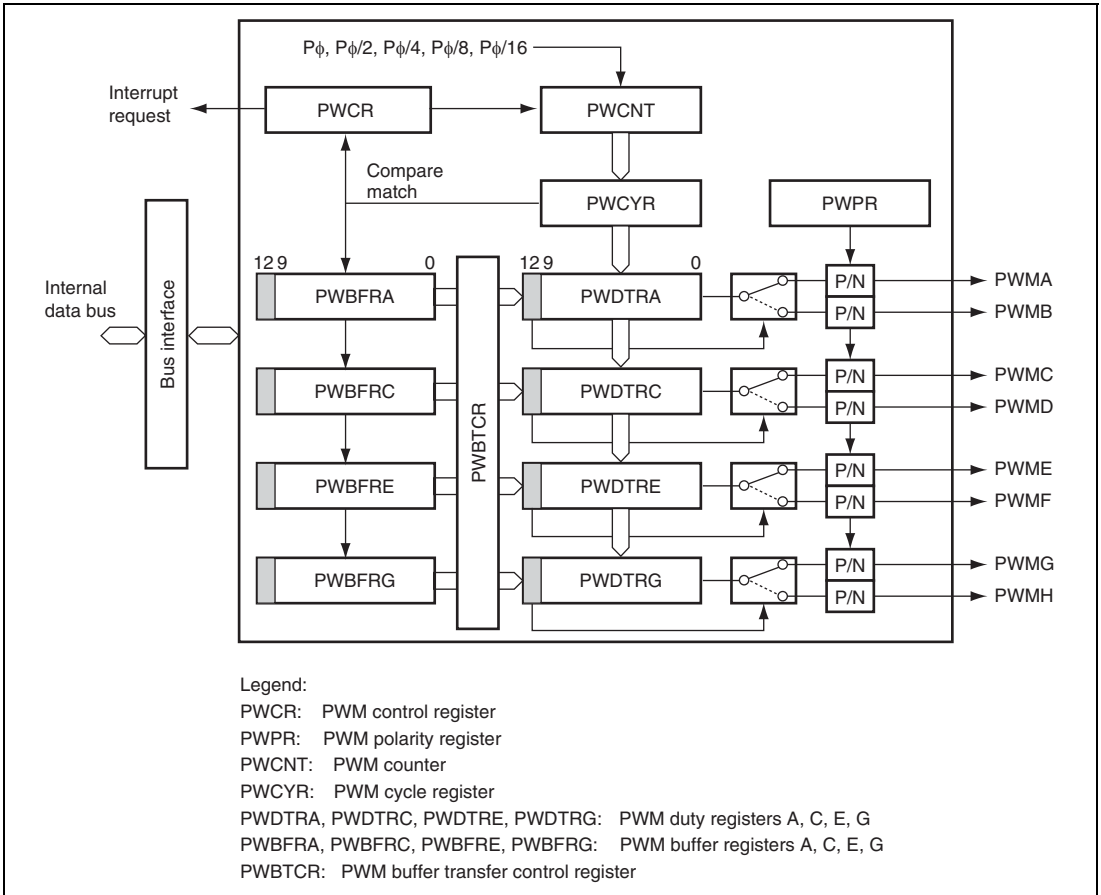 Pφ, Pφ/2, Pφ/4, Pφ/8, Pφ/16
Interrupt
request
PWCR
PWCNT
Compare
match
PWCYR
PWPR
Internal
data bus
Bus interface
12 9 0
PWBFRA
PWBTCR
12 9 0
PWDTRA
P/N
PWMA
P/N
PWMB
PWBFRC
PWDTRC
P/N
PWMC
P/N
PWMD
PWBFRE
PWDTRE
P/N
PWME
P/N
PWMF
PWBFRG
PWDTRG
P/N
PWMG
P/N
PWMH
Legend:
PWCR: PWM control register
PWPR: PWM polarity register
PWCNT: PWM counter
PWCYR: PWM cycle register
PWDTRA, PWDTRC, PWDTRE, PWDTRG: PWM duty registers A, C, E, G
PWBFRA, PWBFRC, PWBFRE, PWBFRG: PWM buffer registers A, C, E, G
PWBTCR: PWM buffer transfer control register